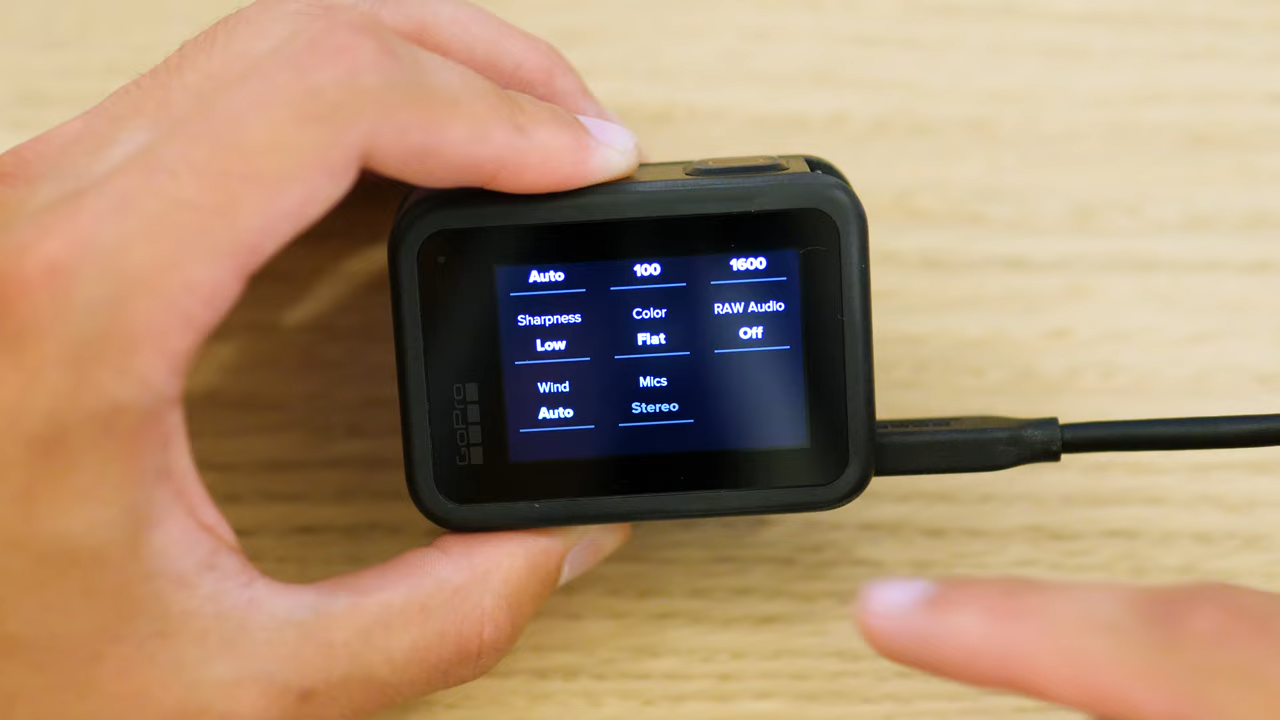 Auto 100 1600
Sharpness Color RAW Audio
Low Flat Off
Wind Mics
Auto Stereo
GoPro